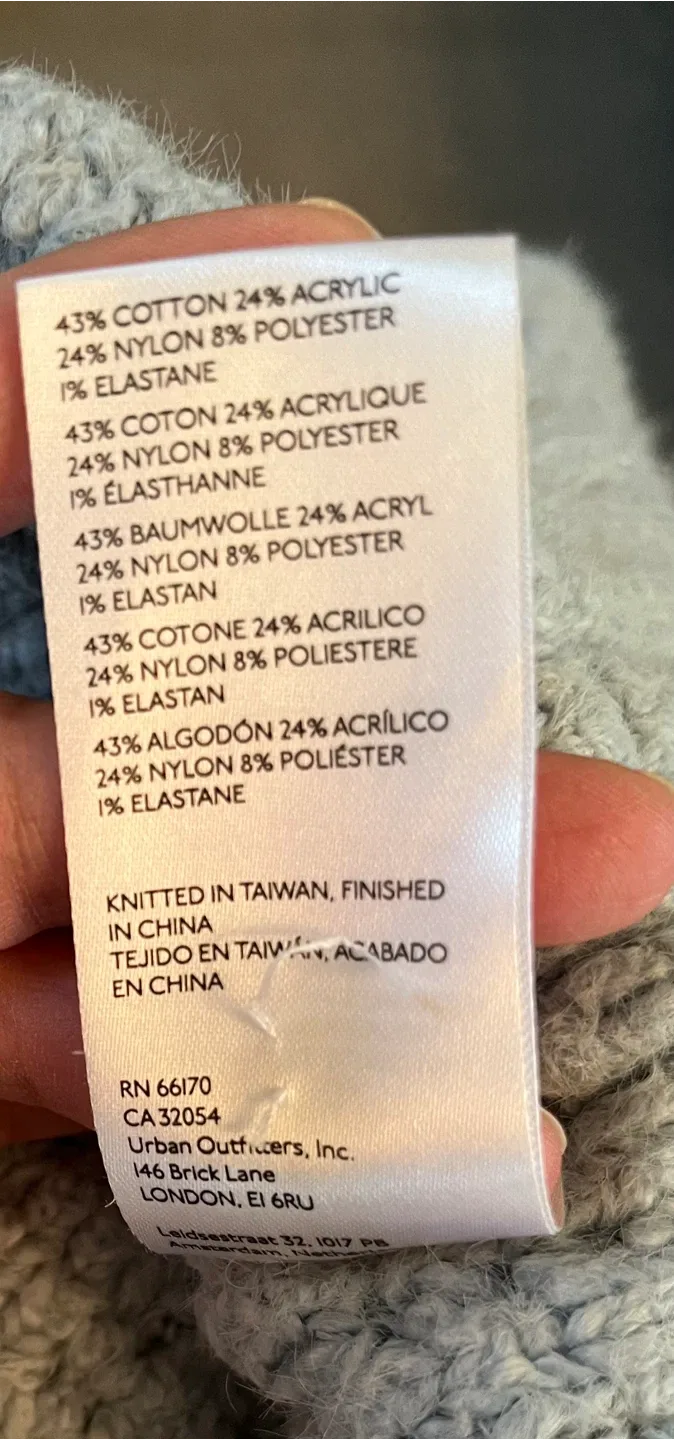 43% COTTON 24% ACRYLIC
24% NYLON 8% POLYESTER
1% ELASTANE
43% COTON 24% ACRYLIQUE
24% NYLON 8% POLYESTER
1% ÉLASTHANNE
43% BAUMWOLLE 24% ACRYL
24% NYLON 8% POLYESTER
1% ELASTAN
43% COTONE 24% ACRILICO
24% NYLON 8% POLIESTERE
1% ELASTAN
43% ALGODÓN 24% ACRÍLICO
24% NYLON 8% POLIÉSTER
1% ELASTANE
KNITTED IN TAIWAN, FINISHED
IN CHINA
TEJIDO EN TAIWÁN, ACABADO
EN CHINA
RN 66170
CA 32054
Urban Outfitters, Inc.
146 Brick Lane
LONDON, E1 6RU
Leidsestraat 32, 1017 PB
Amsterdam,